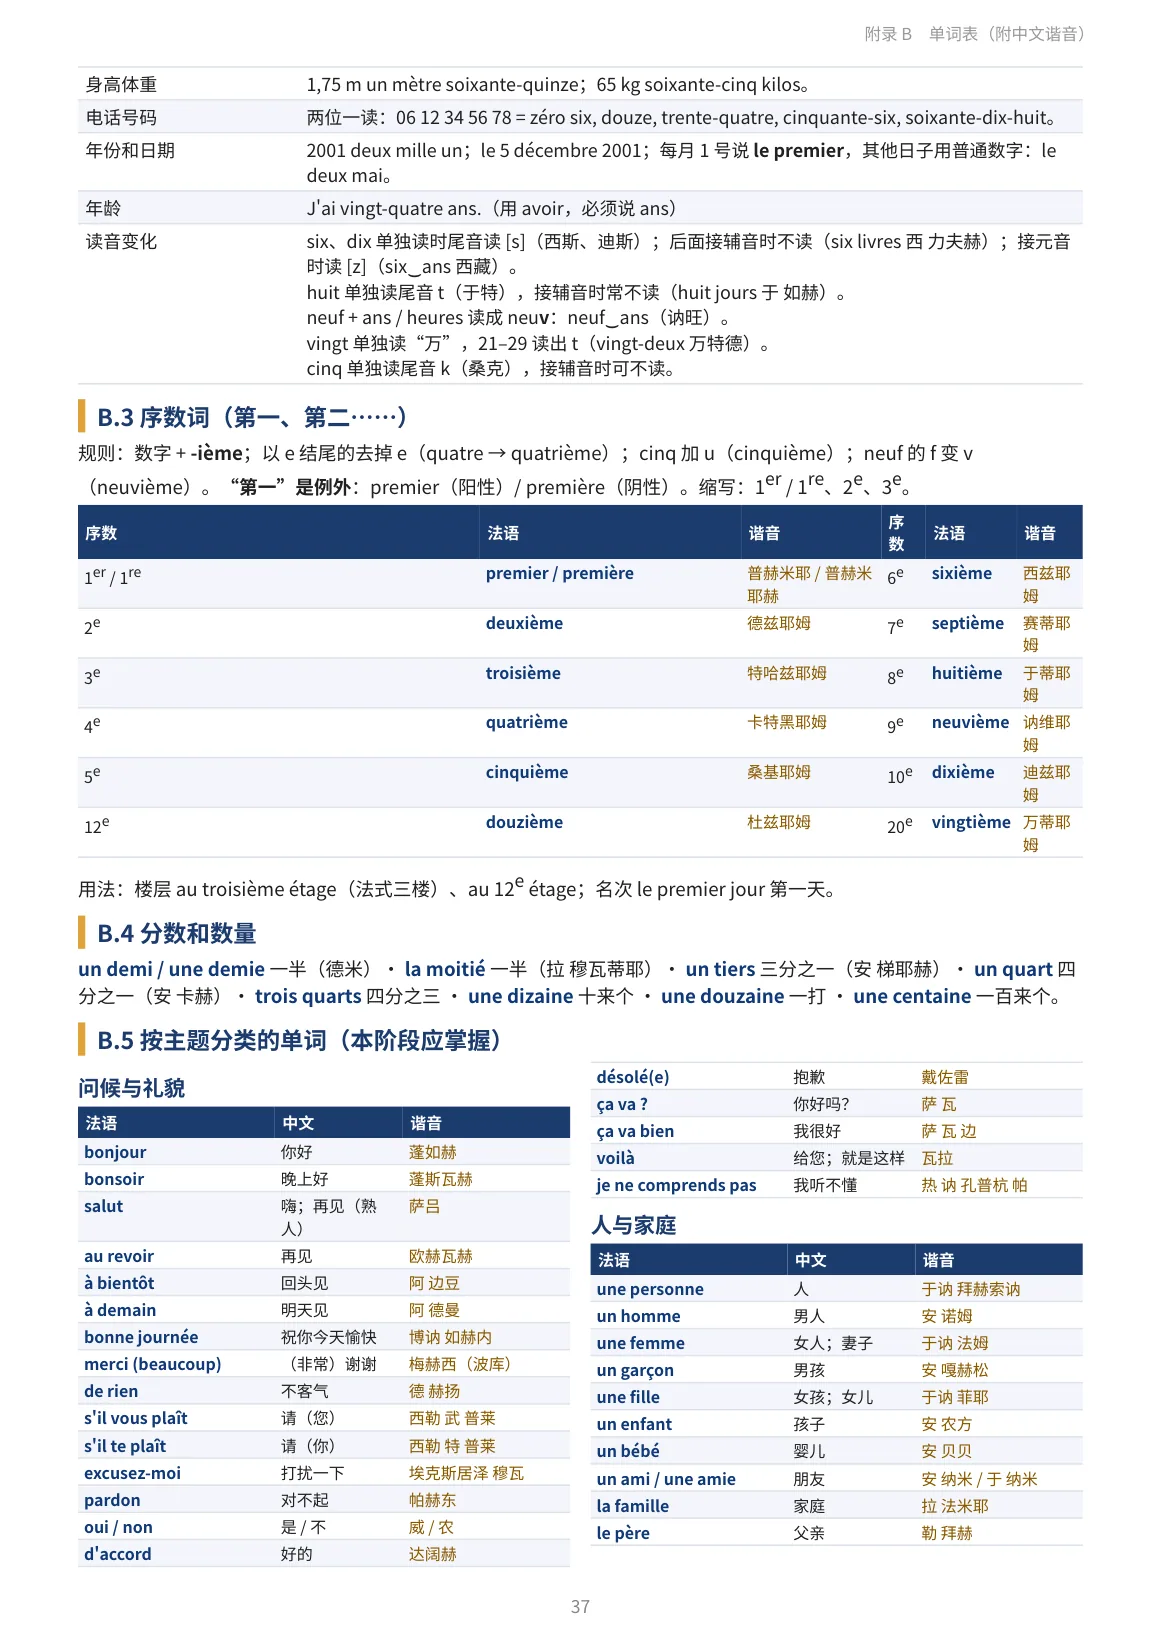 附录 B　单词表（附中文谐音）
身高体重 1,75 m un mètre soixante-quinze；65 kg soixante-cinq kilos。
电话号码 两位一读：06 12 34 56 78 = zéro six, douze, trente-quatre, cinquante-six, soixante-dix-huit。
年份和日期 2001 deux mille un；le 5 décembre 2001；每月 1 号说 le premier，其他日子用普通数字：le
deux mai。
年龄 J'ai vingt-quatre ans.（用 avoir，必须说 ans）
读音变化 six、dix 单独读时尾音读 [s]（西斯、迪斯）；后面接辅音时不读（six livres 西 力夫赫）；接元音
时读 [z]（six‿ans 西藏）。
huit 单独读尾音 t（于特），接辅音时常不读（huit jours 于 如赫）。
neuf + ans / heures 读成 neuv：neuf‿ans（讷旺）。
vingt 单独读“万”，21–29 读出 t（vingt-deux 万特德）。
cinq 单独读尾音 k（桑克），接辅音时可不读。
B.3 序数词（第一、第二……）
规则：数字 + -ième；以 e 结尾的去掉 e（quatre → quatrième）；cinq 加 u（cinquième）；neuf 的 f 变 v
（neuvième）。“第一”是例外：premier（阳性）/ première（阴性）。缩写：1er / 1re、2e、3e。
序数 法语 谐音 序数 法语 谐音
1er / 1re premier / première 普赫米耶 / 普赫米耶赫 6e sixième 西兹耶姆
2e deuxième 德兹耶姆 7e septième 赛蒂耶姆
3e troisième 特哈兹耶姆 8e huitième 于蒂耶姆
4e quatrième 卡特黑耶姆 9e neuvième 讷维耶姆
5e cinquième 桑基耶姆 10e dixième 迪兹耶姆
12e douzième 杜兹耶姆 20e vingtième 万蒂耶姆
用法：楼层 au troisième étage（法式三楼）、au 12e étage；名次 le premier jour 第一天。
B.4 分数和数量
un demi / une demie 一半（德米）• la moitié 一半（拉 穆瓦蒂耶）• un tiers 三分之一（安 梯耶赫）• un quart 四
分之一（安 卡赫）• trois quarts 四分之三 • une dizaine 十来个 • une douzaine 一打 • une centaine 一百来个。
B.5 按主题分类的单词（本阶段应掌握）
问候与礼貌
法语 中文 谐音
bonjour 你好 蓬如赫
bonsoir 晚上好 蓬斯瓦赫
salut 嗨；再见（熟人） 萨吕
au revoir 再见 欧赫瓦赫
à bientôt 回头见 阿 边豆
à demain 明天见 阿 德曼
bonne journée 祝你今天愉快 博讷 如赫内
merci (beaucoup) （非常）谢谢 梅赫西（波库）
de rien 不客气 德 赫扬
s'il vous plaît 请（您） 西勒 武 普莱
s'il te plaît 请（你） 西勒 特 普莱
excusez-moi 打扰一下 埃克斯居泽 穆瓦
pardon 对不起 帕赫东
oui / non 是 / 不 威 / 农
d'accord 好的 达阔赫
désolé(e) 抱歉 戴佐雷
ça va ? 你好吗？ 萨 瓦
ça va bien 我很好 萨 瓦 边
voilà 给您；就是这样 瓦拉
je ne comprends pas 我听不懂 热 讷 孔普杭 帕
人与家庭
法语 中文 谐音
une personne 人 于讷 拜赫索讷
un homme 男人 安 诺姆
une femme 女人；妻子 于讷 法姆
un garçon 男孩 安 嘎赫松
une fille 女孩；女儿 于讷 菲耶
un enfant 孩子 安 农方
un bébé 婴儿 安 贝贝
un ami / une amie 朋友 安 纳米 / 于 纳米
la famille 家庭 拉 法米耶
le père 父亲 勒 拜赫
37